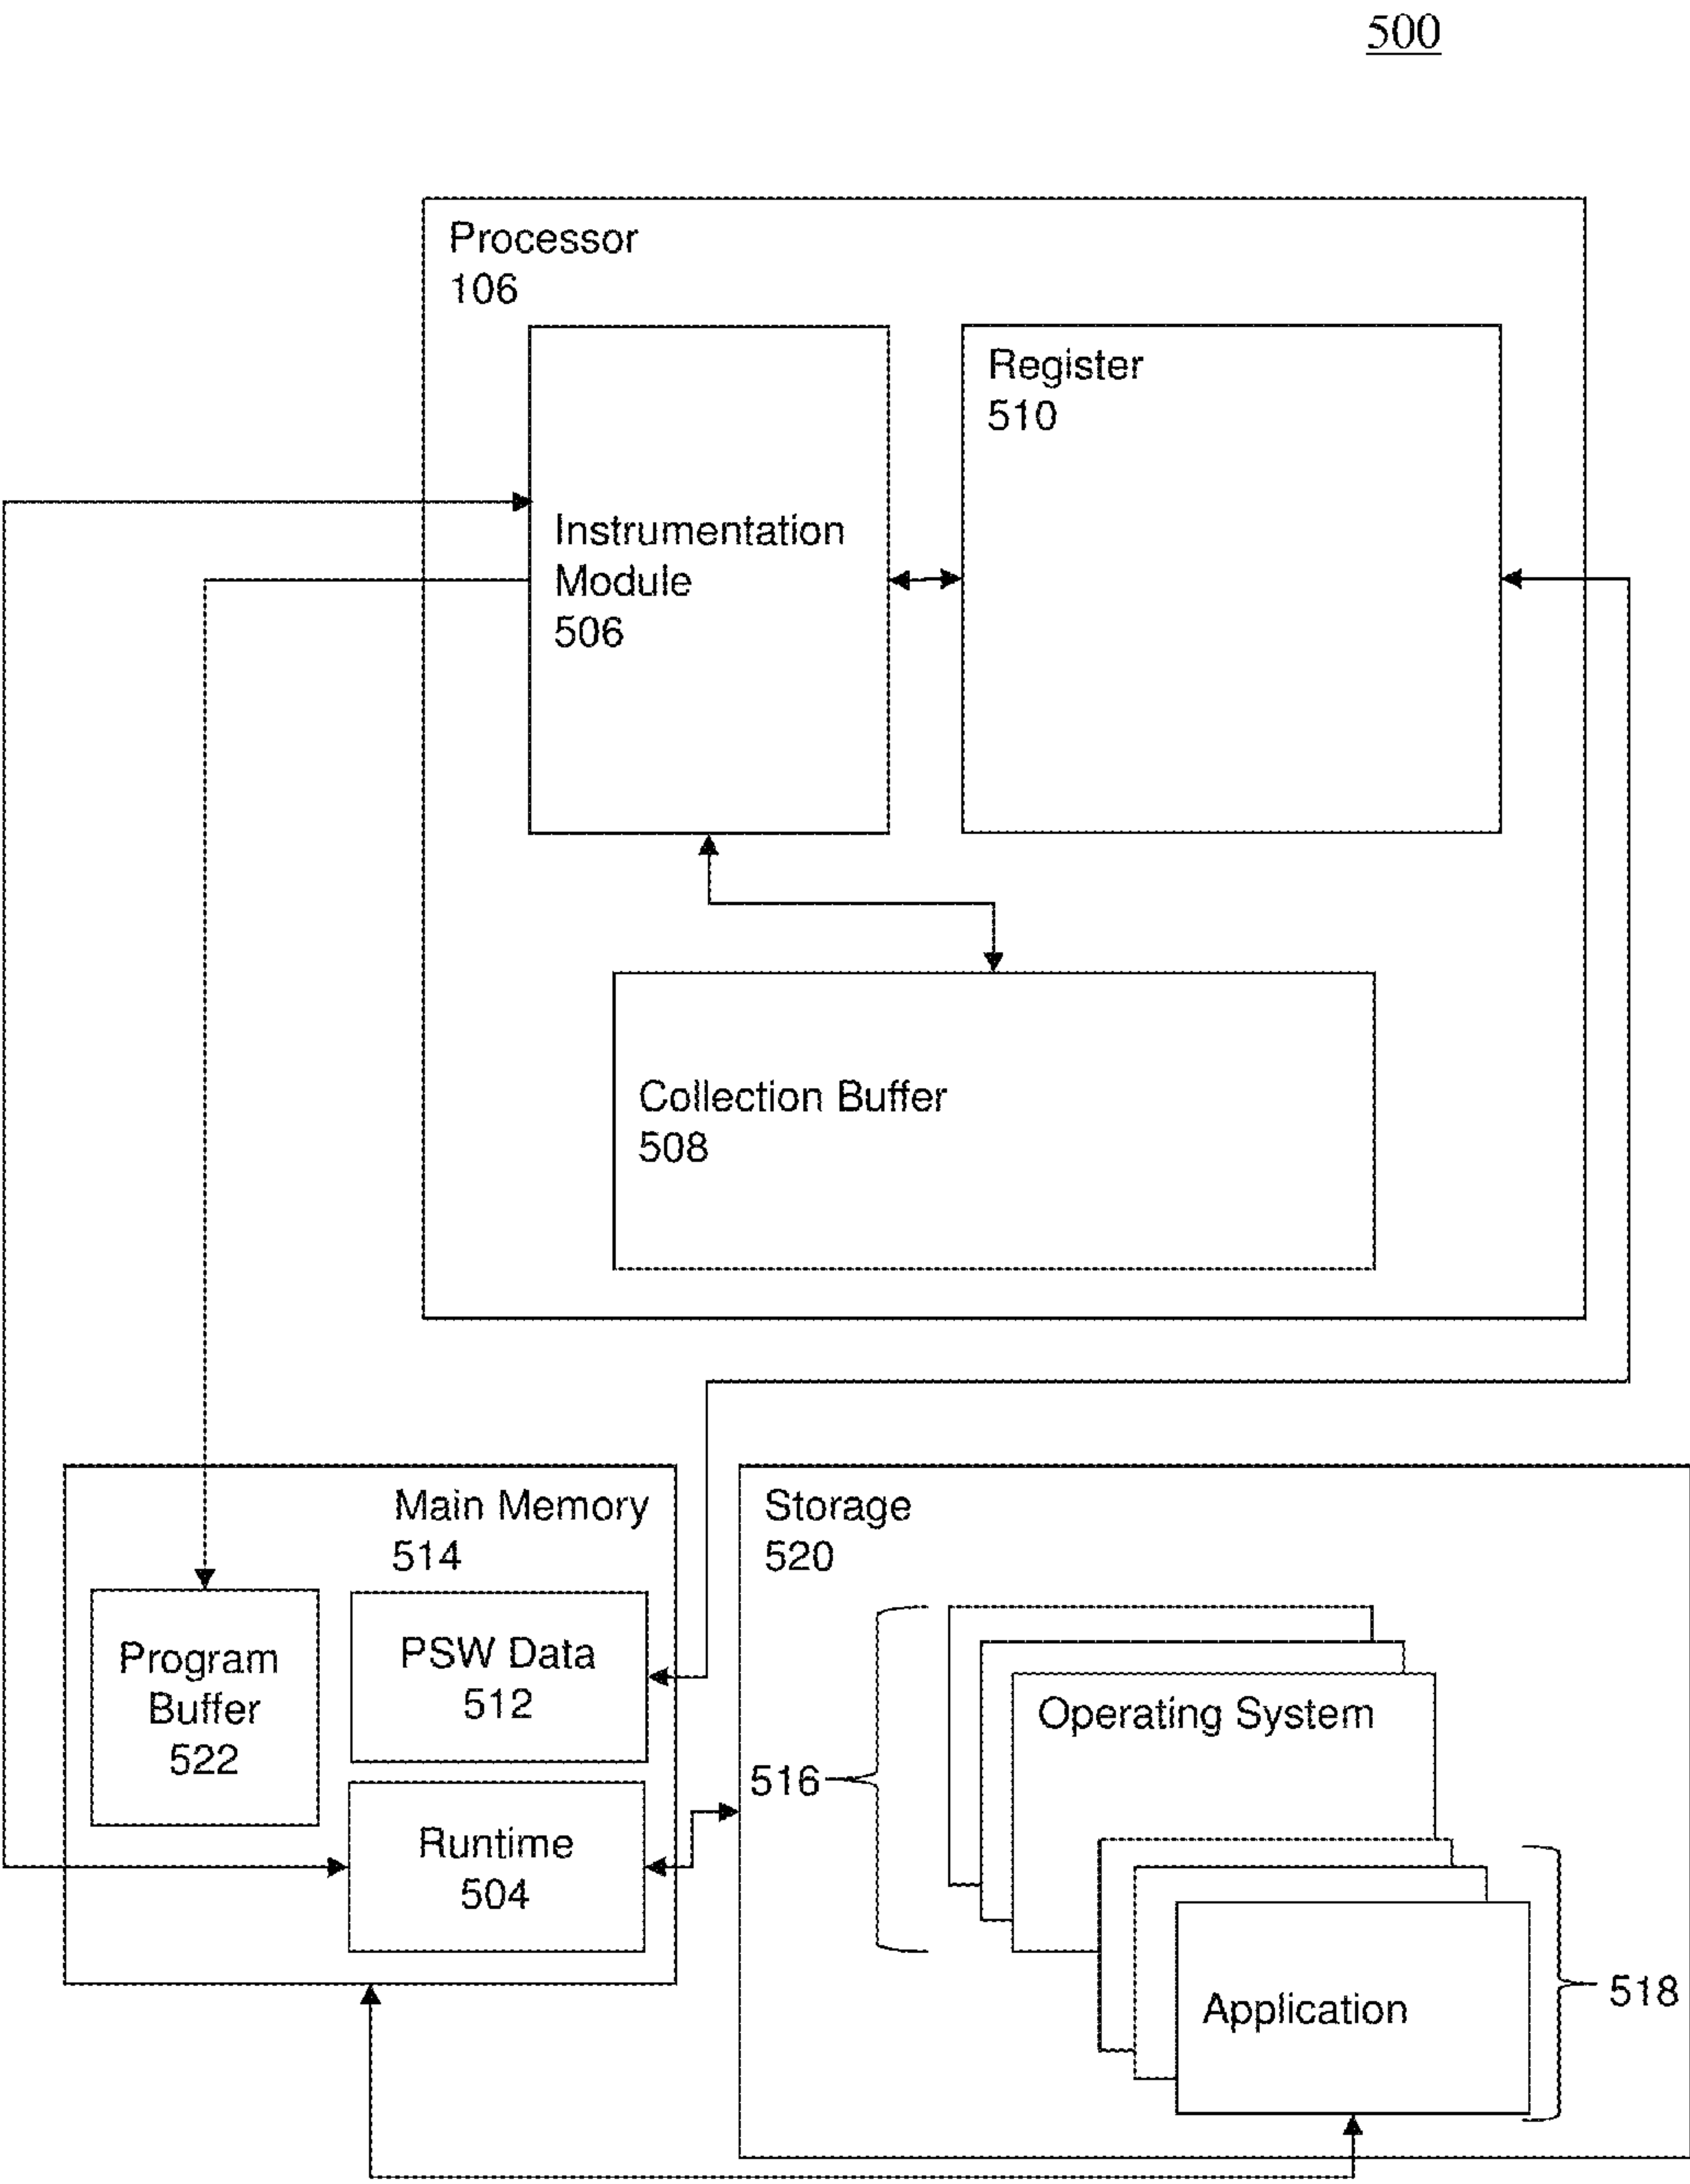 500
Processor
106
Instrumentation
Module
506
Register
510
Collection Buffer
508
Main Memory
514
Program
Buffer
522
PSW Data
512
Runtime
504
Storage
520
516
Operating System
Application
518